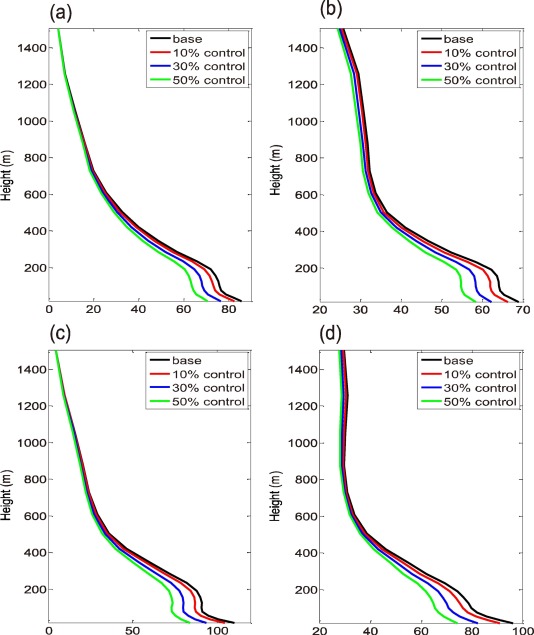 (a)
1400
1200
1000
800
600
400
200
Height (m)
0 20 40 60 80
base
10% control
30% control
50% control
(b)
1400
1200
1000
800
600
400
200
Height (m)
20 30 40 50 60 70
base
10% control
30% control
50% control
(c)
1400
1200
1000
800
600
400
200
Height (m)
0 50 100
base
10% control
30% control
50% control
(d)
1400
1200
1000
800
600
400
200
Height (m)
20 40 60 80 100
base
10% control
30% control
50% control